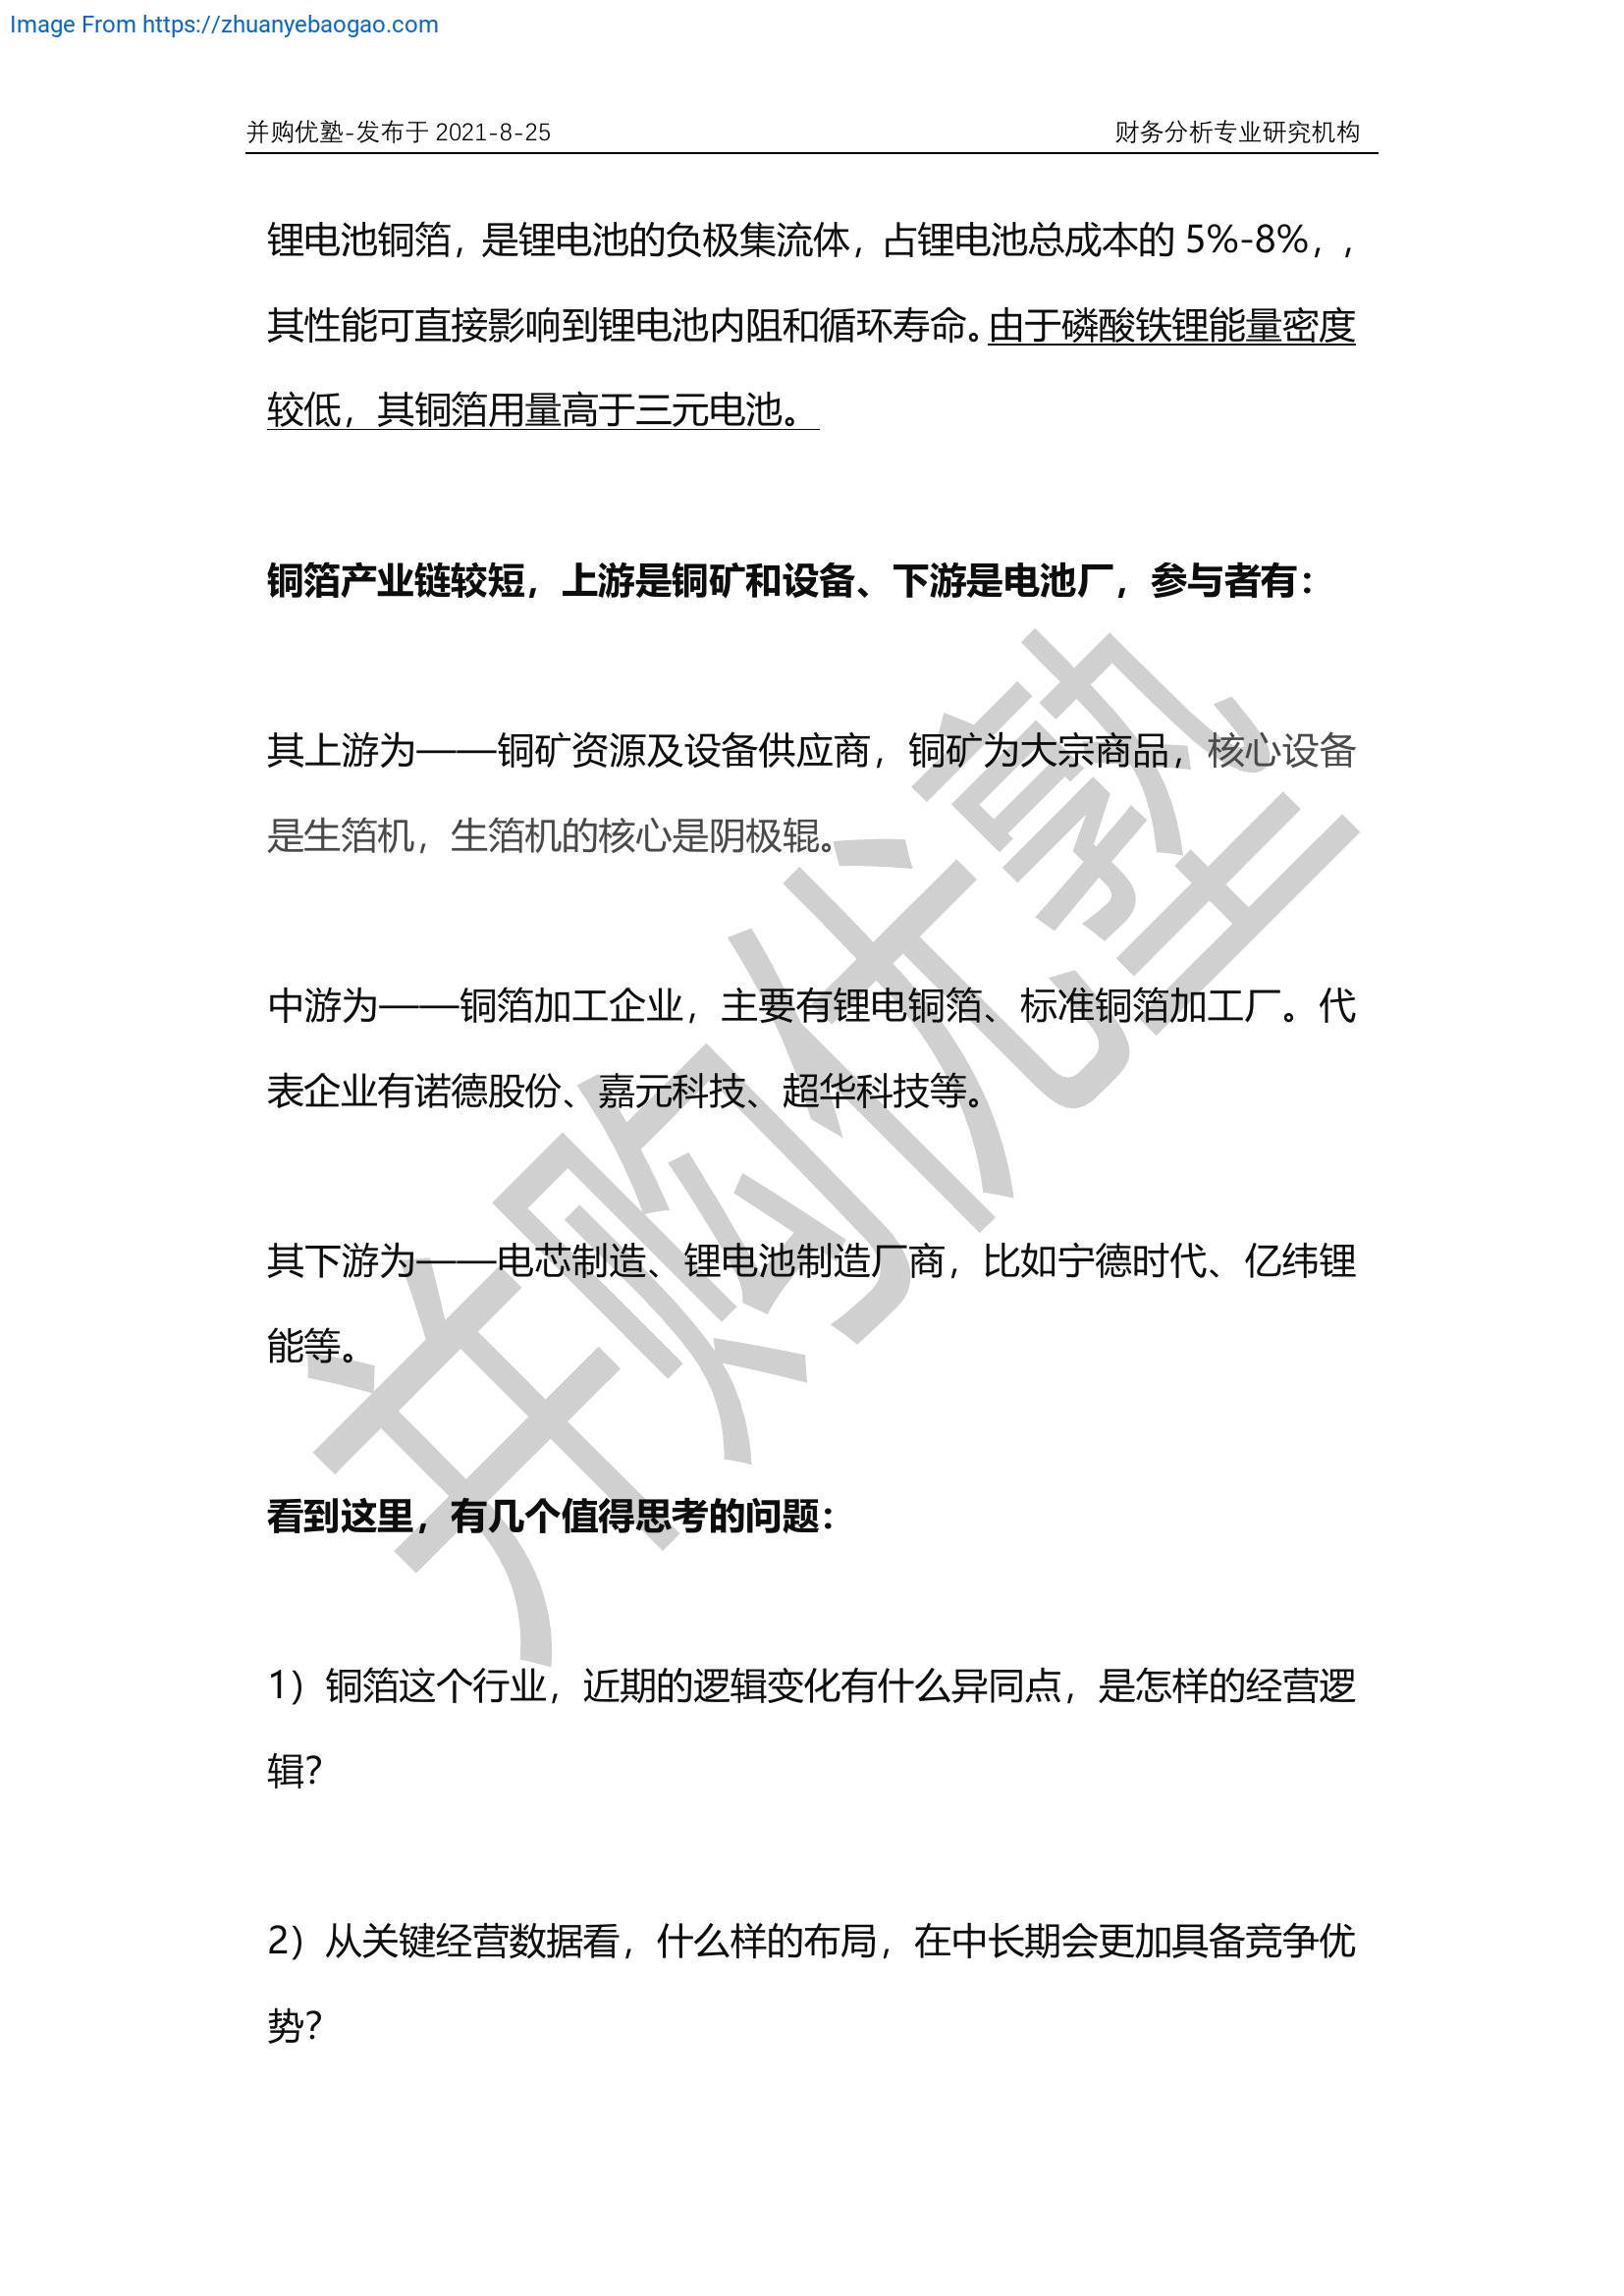 Image From https://zhuanyebaogao.com
并购优塾-发布于 2021-8-25 财务分析专业研究机构
锂电池铜箔，是锂电池的负极集流体，占锂电池总成本的 5%-8%，，
其性能可直接影响到锂电池内阻和循环寿命。由于磷酸铁锂能量密度
较低，其铜箔用量高于三元电池。
铜箔产业链较短，上游是铜矿和设备、下游是电池厂，参与者有：
其上游为——铜矿资源及设备供应商，铜矿为大宗商品，核心设备
是生箔机，生箔机的核心是阴极辊。
中游为——铜箔加工企业，主要有锂电铜箔、标准铜箔加工厂。代
表企业有诺德股份、嘉元科技、超华科技等。
其下游为——电芯制造、锂电池制造厂商，比如宁德时代、亿纬锂
能等。
看到这里，有几个值得思考的问题：
1）铜箔这个行业，近期的逻辑变化有什么异同点，是怎样的经营逻
辑？
2）从关键经营数据看，什么样的布局，在中长期会更加具备竞争优
势？
并购优塾